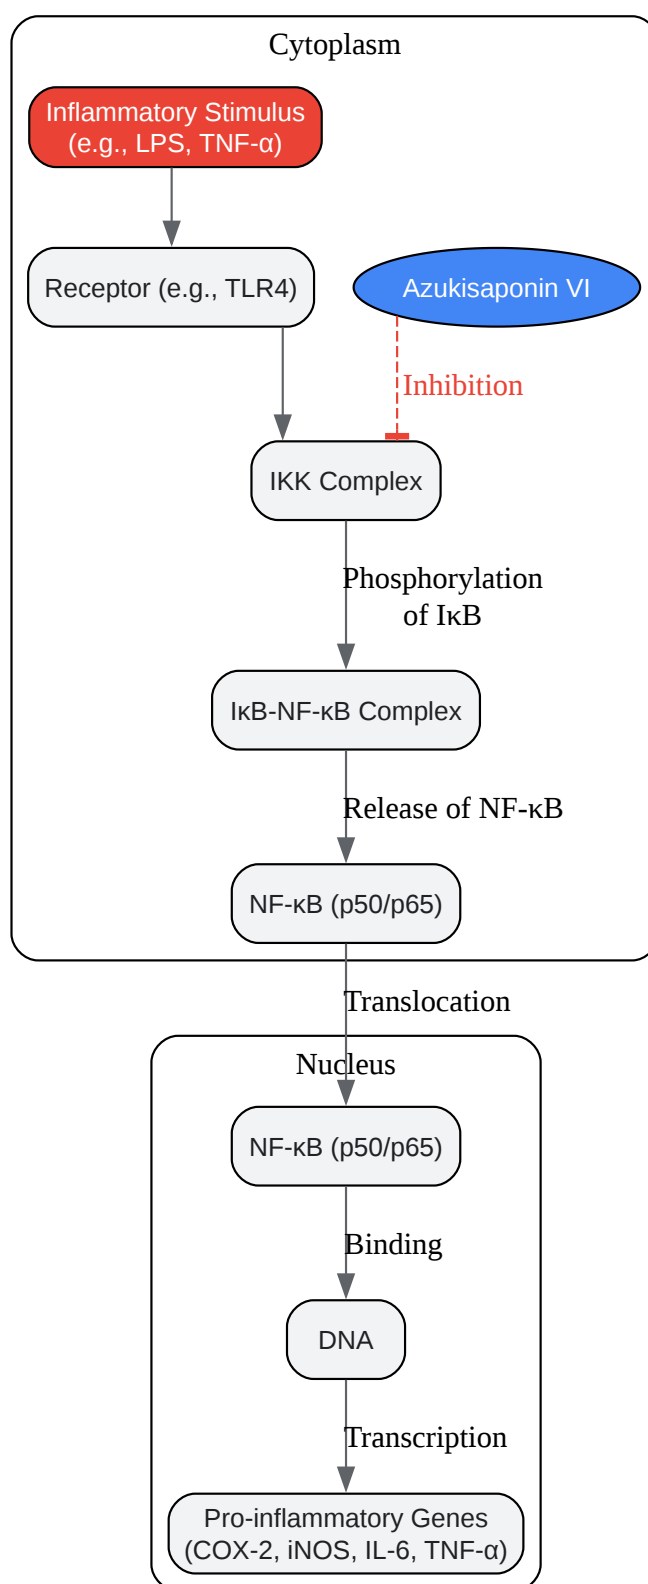 Cytoplasm
Inflammatory Stimulus
(e.g., LPS, TNF-α)
Receptor (e.g., TLR4)
Azukisaponin VI
Inhibition
IKK Complex
Phosphorylation
of IκB
IκB-NF-κB Complex
Release of NF-κB
NF-κB (p50/p65)
Translocation
Nucleus
NF-κB (p50/p65)
Binding
DNA
Transcription
Pro-inflammatory Genes
(COX-2, iNOS, IL-6, TNF-α)